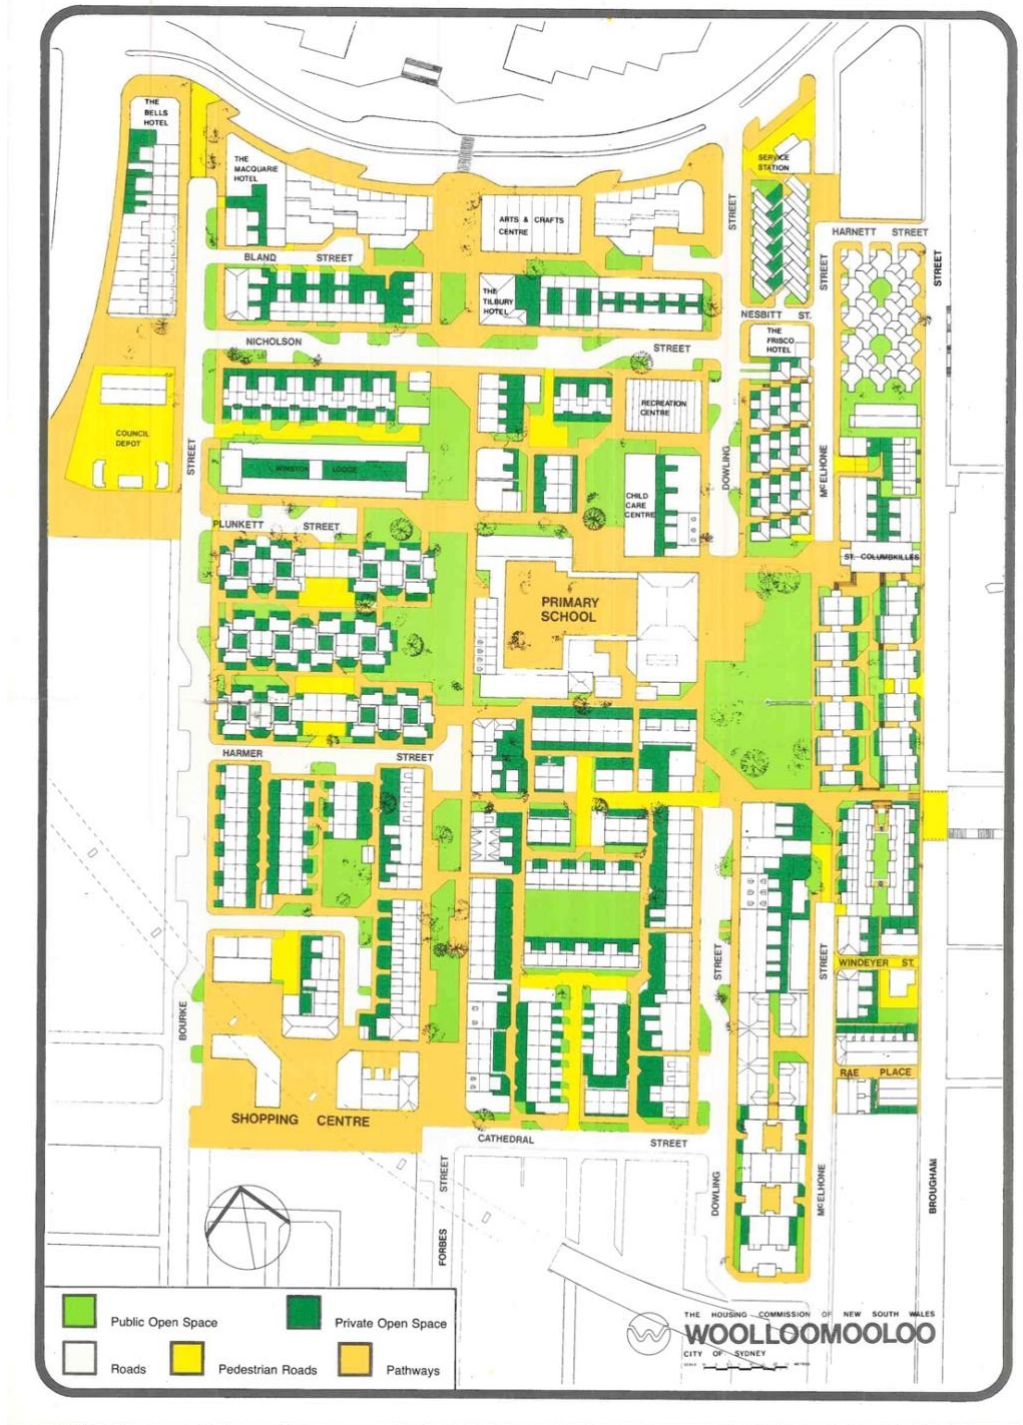 THE
BELLS
HOTEL
THE
MACQUARIE
HOTEL
SERVICE
STATION
ARTS & CRAFTS
CENTRE
STREET
HARNETT STREET
BLAND STREET
STREET
STREET
THE
TILBURY
HOTEL
NESBITT ST.
THE
FRISCO
HOTEL
NICHOLSON STREET
RECREATION
CENTRE
COUNCIL
DEPOT
STREET
WINSTON LODGE
DOWLING
McELHONE
CHILD
CARE
CENTRE
PLUNKETT STREET
ST. COLUMBKILLES
PRIMARY
SCHOOL
HARMER STREET
STREET
STREET
WINDEYER ST.
BOURKE
RAE PLACE
SHOPPING CENTRE
CATHEDRAL STREET
STREET
FORBES
DOWLING
McELHONE
BROUGHAM
Public Open Space
Private Open Space
Roads
Pedestrian Roads
Pathways
THE HOUSING COMMISSION OF NEW SOUTH WALES
WOOLLOOMOOLOO
CITY OF SYDNEY
SCALE
METRES